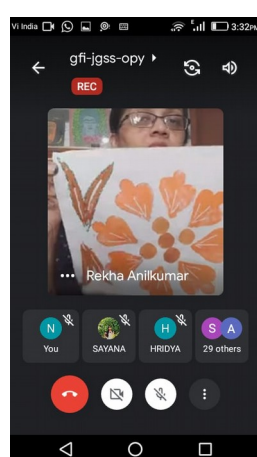 Vi India 3:32PM
gfi-jgss-opy
REC
Rekha Anilkumar
N H S A
You SAYANA HRIDYA 29 others